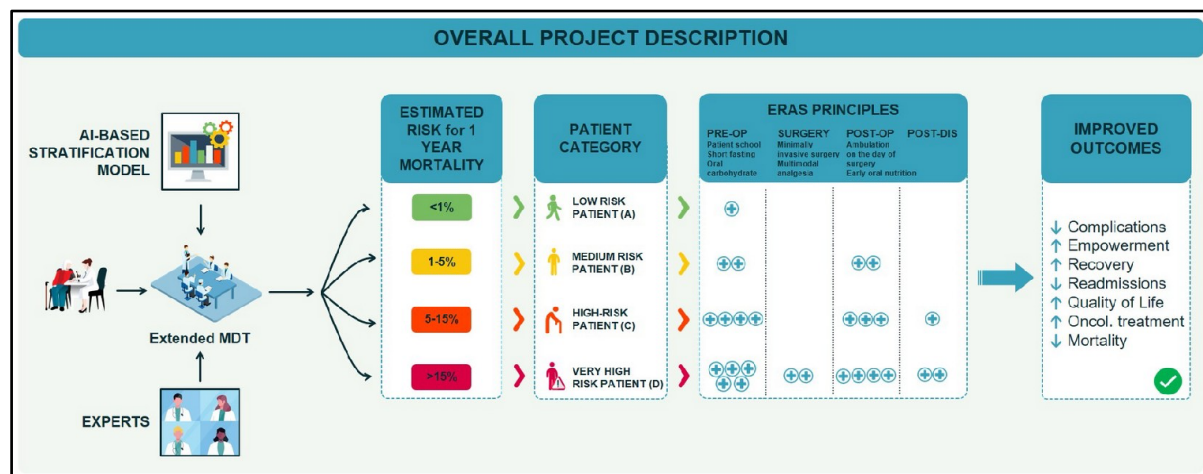 OVERALL PROJECT DESCRIPTION
AI-BASED
STRATIFICATION
MODEL
Extended MDT
EXPERTS
ESTIMATED
RISK for 1
YEAR
MORTALITY
<1%
1-5%
5-15%
>15%
PATIENT
CATEGORY
LOW RISK
PATIENT (A)
MEDIUM RISK
PATIENT (B)
HIGH-RISK
PATIENT (C)
VERY HIGH
RISK PATIENT (D)
ERAS PRINCIPLES
PRE-OP
Patient school
Short fasting
Oral
carbohydrate
SURGERY
Minimally
invasive surgery
Multimodal
analgesia
POST-OP
Ambulation
on the day of
surgery
Early oral nutrition
POST-DIS
IMPROVED
OUTCOMES
↓ Complications
↑ Empowerment
↑ Recovery
↓ Readmissions
↑ Quality of Life
↑ Oncol. treatment
↓ Mortality